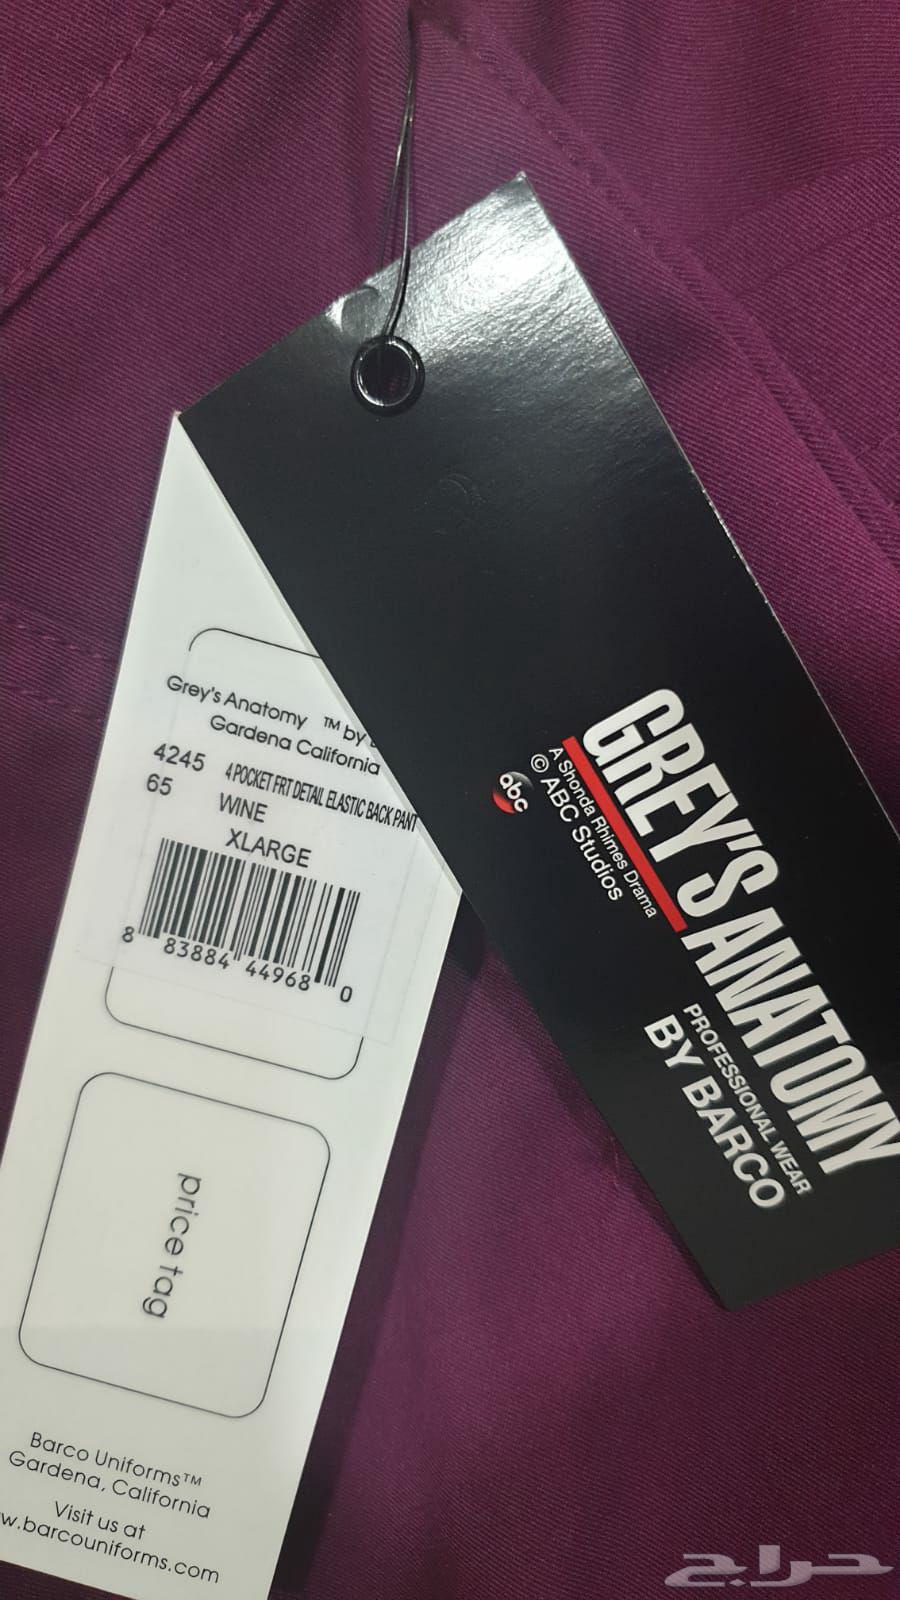 Grey's Anatomy ™ by
Gardena California
4245 4 POCKET FRT DETAIL ELASTIC BACK PANT
65 WINE
XLARGE
8 83884 44968 0
price tag
Barco Uniforms™
Gardena, California
Visit us at
w.barcouniforms.com
GREY'S ANATOMY
A Shonda Rhimes Drama
© ABC Studios
abc
PROFESSIONAL WEAR
BY BARCO
حراج